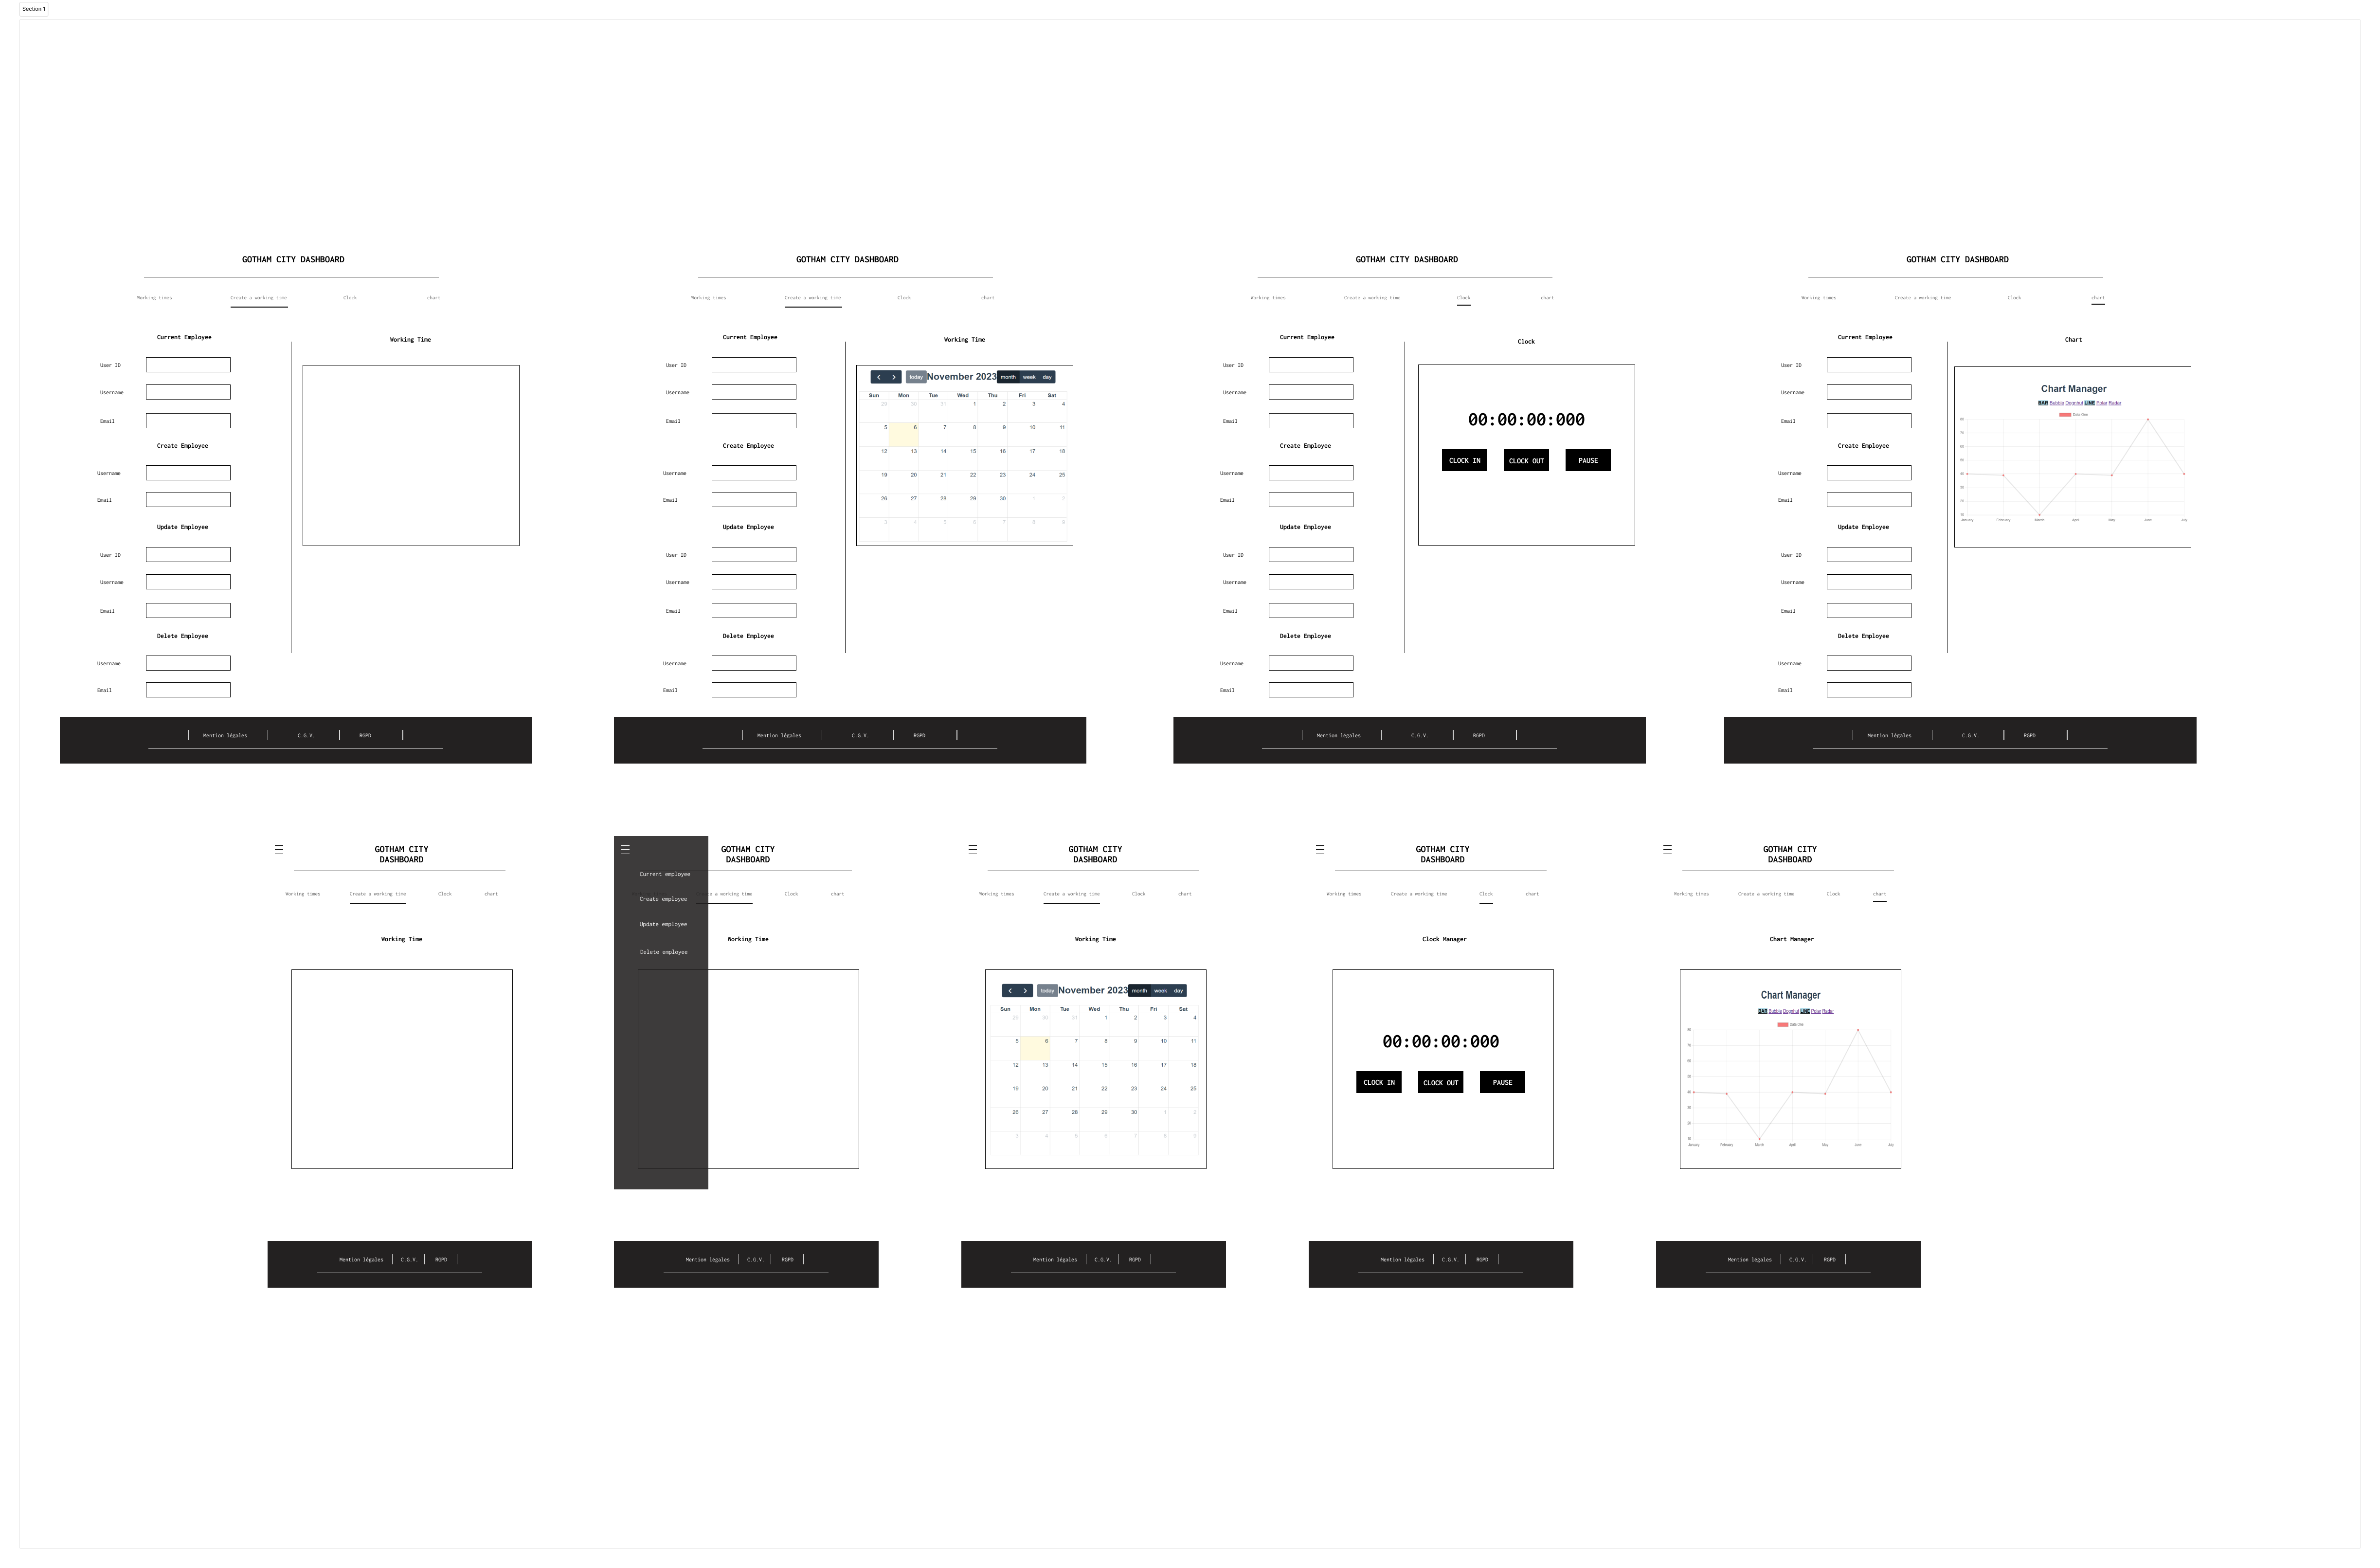 Section 1
GOTHAM CITY DASHBOARD
Working times Create a working time Clock chart
Current Employee
Working Time
User ID
Username
Email
Create Employee
Username
Email
Update Employee
User ID
Username
Email
Delete Employee
Username
Email
Mention légales C.G.V. RGPD
GOTHAM CITY DASHBOARD
Working times Create a working time Clock chart
Current Employee
User ID
Username
Email
Create Employee
Username
Email
Update Employee
User ID
Username
Email
Delete Employee
Username
Email
Working Time
today November 2023 month week day
Sun Mon Tue Wed Thu Fri Sat
29 30 31 1 2 3 4
5 6 7 8 9 10 11
12 13 14 15 16 17 18
19 20 21 22 23 24 25
26 27 28 29 30 1 2
3 4 5 6 7 8 9
Mention légales C.G.V. RGPD
GOTHAM CITY DASHBOARD
Working times Create a working time Clock chart
Current Employee
User ID
Username
Email
Create Employee
Username
Email
Update Employee
User ID
Username
Email
Delete Employee
Username
Email
Clock
00:00:00:000
CLOCK IN CLOCK OUT PAUSE
Mention légales C.G.V. RGPD
GOTHAM CITY DASHBOARD
Working times Create a working time Clock chart
Current Employee
User ID
Username
Email
Create Employee
Username
Email
Update Employee
User ID
Username
Email
Delete Employee
Username
Email
Chart
Chart Manager
BAR Bubble Dognhut LINE Polar Radar
Data One
80
70
60
50
40
30
20
10
January February March April May June July
Mention légales C.G.V. RGPD
GOTHAM CITY
DASHBOARD
Working times Create a working time Clock chart
Working Time
Mention légales C.G.V. RGPD
GOTHAM CITY
DASHBOARD
Current employee
Create employee
Update employee
Delete employee
a working time Clock chart
Working Time
Mention légales C.G.V. RGPD
GOTHAM CITY
DASHBOARD
Working times Create a working time Clock chart
Working Time
today November 2023 month week day
Sun Mon Tue Wed Thu Fri Sat
29 30 31 1 2 3 4
5 6 7 8 9 10 11
12 13 14 15 16 17 18
19 20 21 22 23 24 25
26 27 28 29 30 1 2
3 4 5 6 7 8 9
Mention légales C.G.V. RGPD
GOTHAM CITY
DASHBOARD
Working times Create a working time Clock chart
Clock Manager
00:00:00:000
CLOCK IN CLOCK OUT PAUSE
Mention légales C.G.V. RGPD
GOTHAM CITY
DASHBOARD
Working times Create a working time Clock chart
Chart Manager
Chart Manager
BAR Bubble Dognhut LINE Polar Radar
Data One
80
70
60
50
40
30
20
10
January February March April May June July
Mention légales C.G.V. RGPD